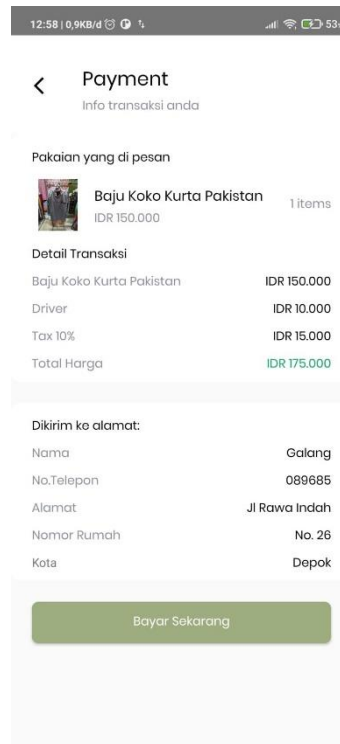 12:58 | 0,9KB/d 53
Payment
Info transaksi anda
Pakaian yang di pesan
Baju Koko Kurta Pakistan
1 items
IDR 150.000
Detail Transaksi
Baju Koko Kurta Pakistan IDR 150.000
Driver IDR 10.000
Tax 10% IDR 15.000
Total Harga IDR 175.000
Dikirim ke alamat:
Nama Galang
No.Telepon 089685
Alamat Jl Rawa Indah
Nomor Rumah No. 26
Kota Depok
Bayar Sekarang